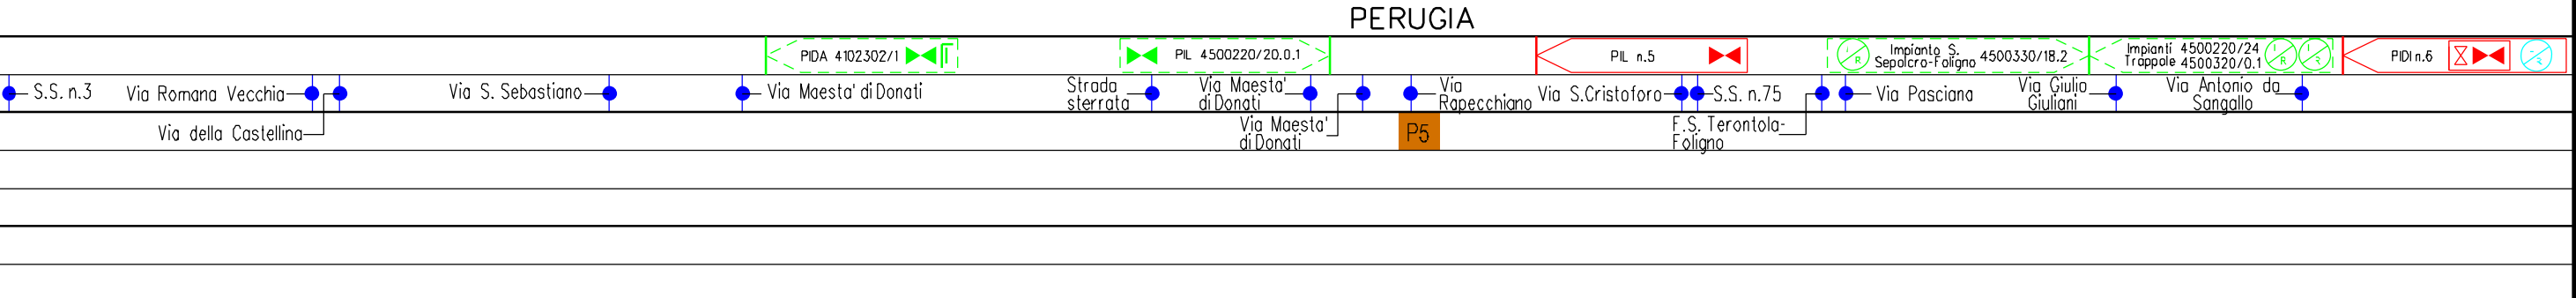 PERUGIA
PIDA 4102302/1
PIL 4500220/20.0.1
PIL n.5
Impianto S.
Sepolcro-Foligno 4500330/18.2
Impianti 4500220/24
Trappole 4500320/0.1
PIDI n.6
S.S. n.3
Via Romana Vecchia
Via della Castellina
Via S. Sebastiano
Via Maesta' di Donati
Strada
sterrata
Via Maesta'
di Donati
Via Maesta'
di Donati
Via
Rapecchiano
P5
Via S.Cristoforo
S.S. n.75
F.S. Terontola-
Foligno
Via Pasciana
Via Giulio
Giuliani
Via Antonio da
Sangallo